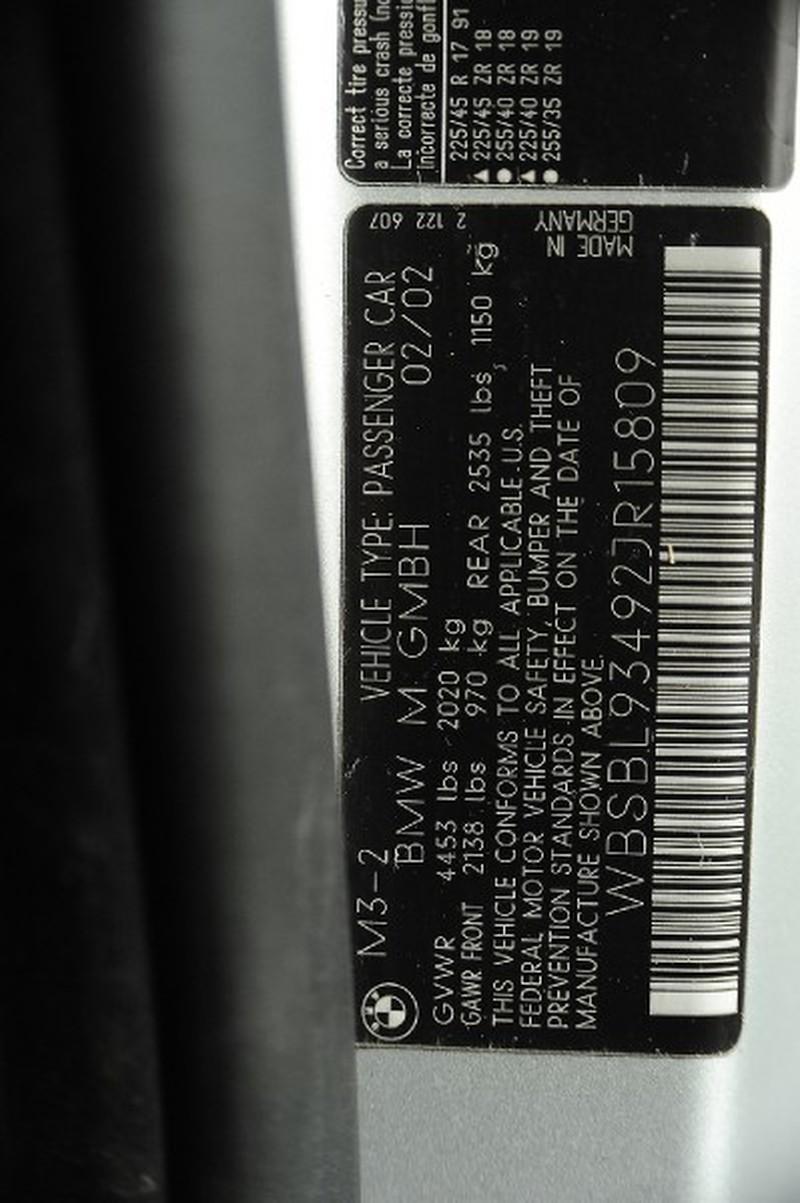 Correct tire
a serious crash
La correcte
incorrecte de
225/45 R 17 91
225/45 ZR 18
255/40 ZR 18
225/40 ZR 19
255/35 ZR 19
M3-2 VEHICLE TYPE: PASSENGER CAR
BMW M GMBH 02/02
GVWR 4453 lbs 2020 kg
GAWR FRONT 2138 lbs 970 kg REAR 2535 lbs 1150 kg
THIS VEHICLE CONFORMS TO ALL APPLICABLE U.S.
FEDERAL MOTOR VEHICLE SAFETY, BUMPER AND THEFT
PREVENTION STANDARDS IN EFFECT ON THE DATE OF
MANUFACTURE SHOWN ABOVE.
WBSBL93492JR15809
MADE IN
GERMANY
2 122 607